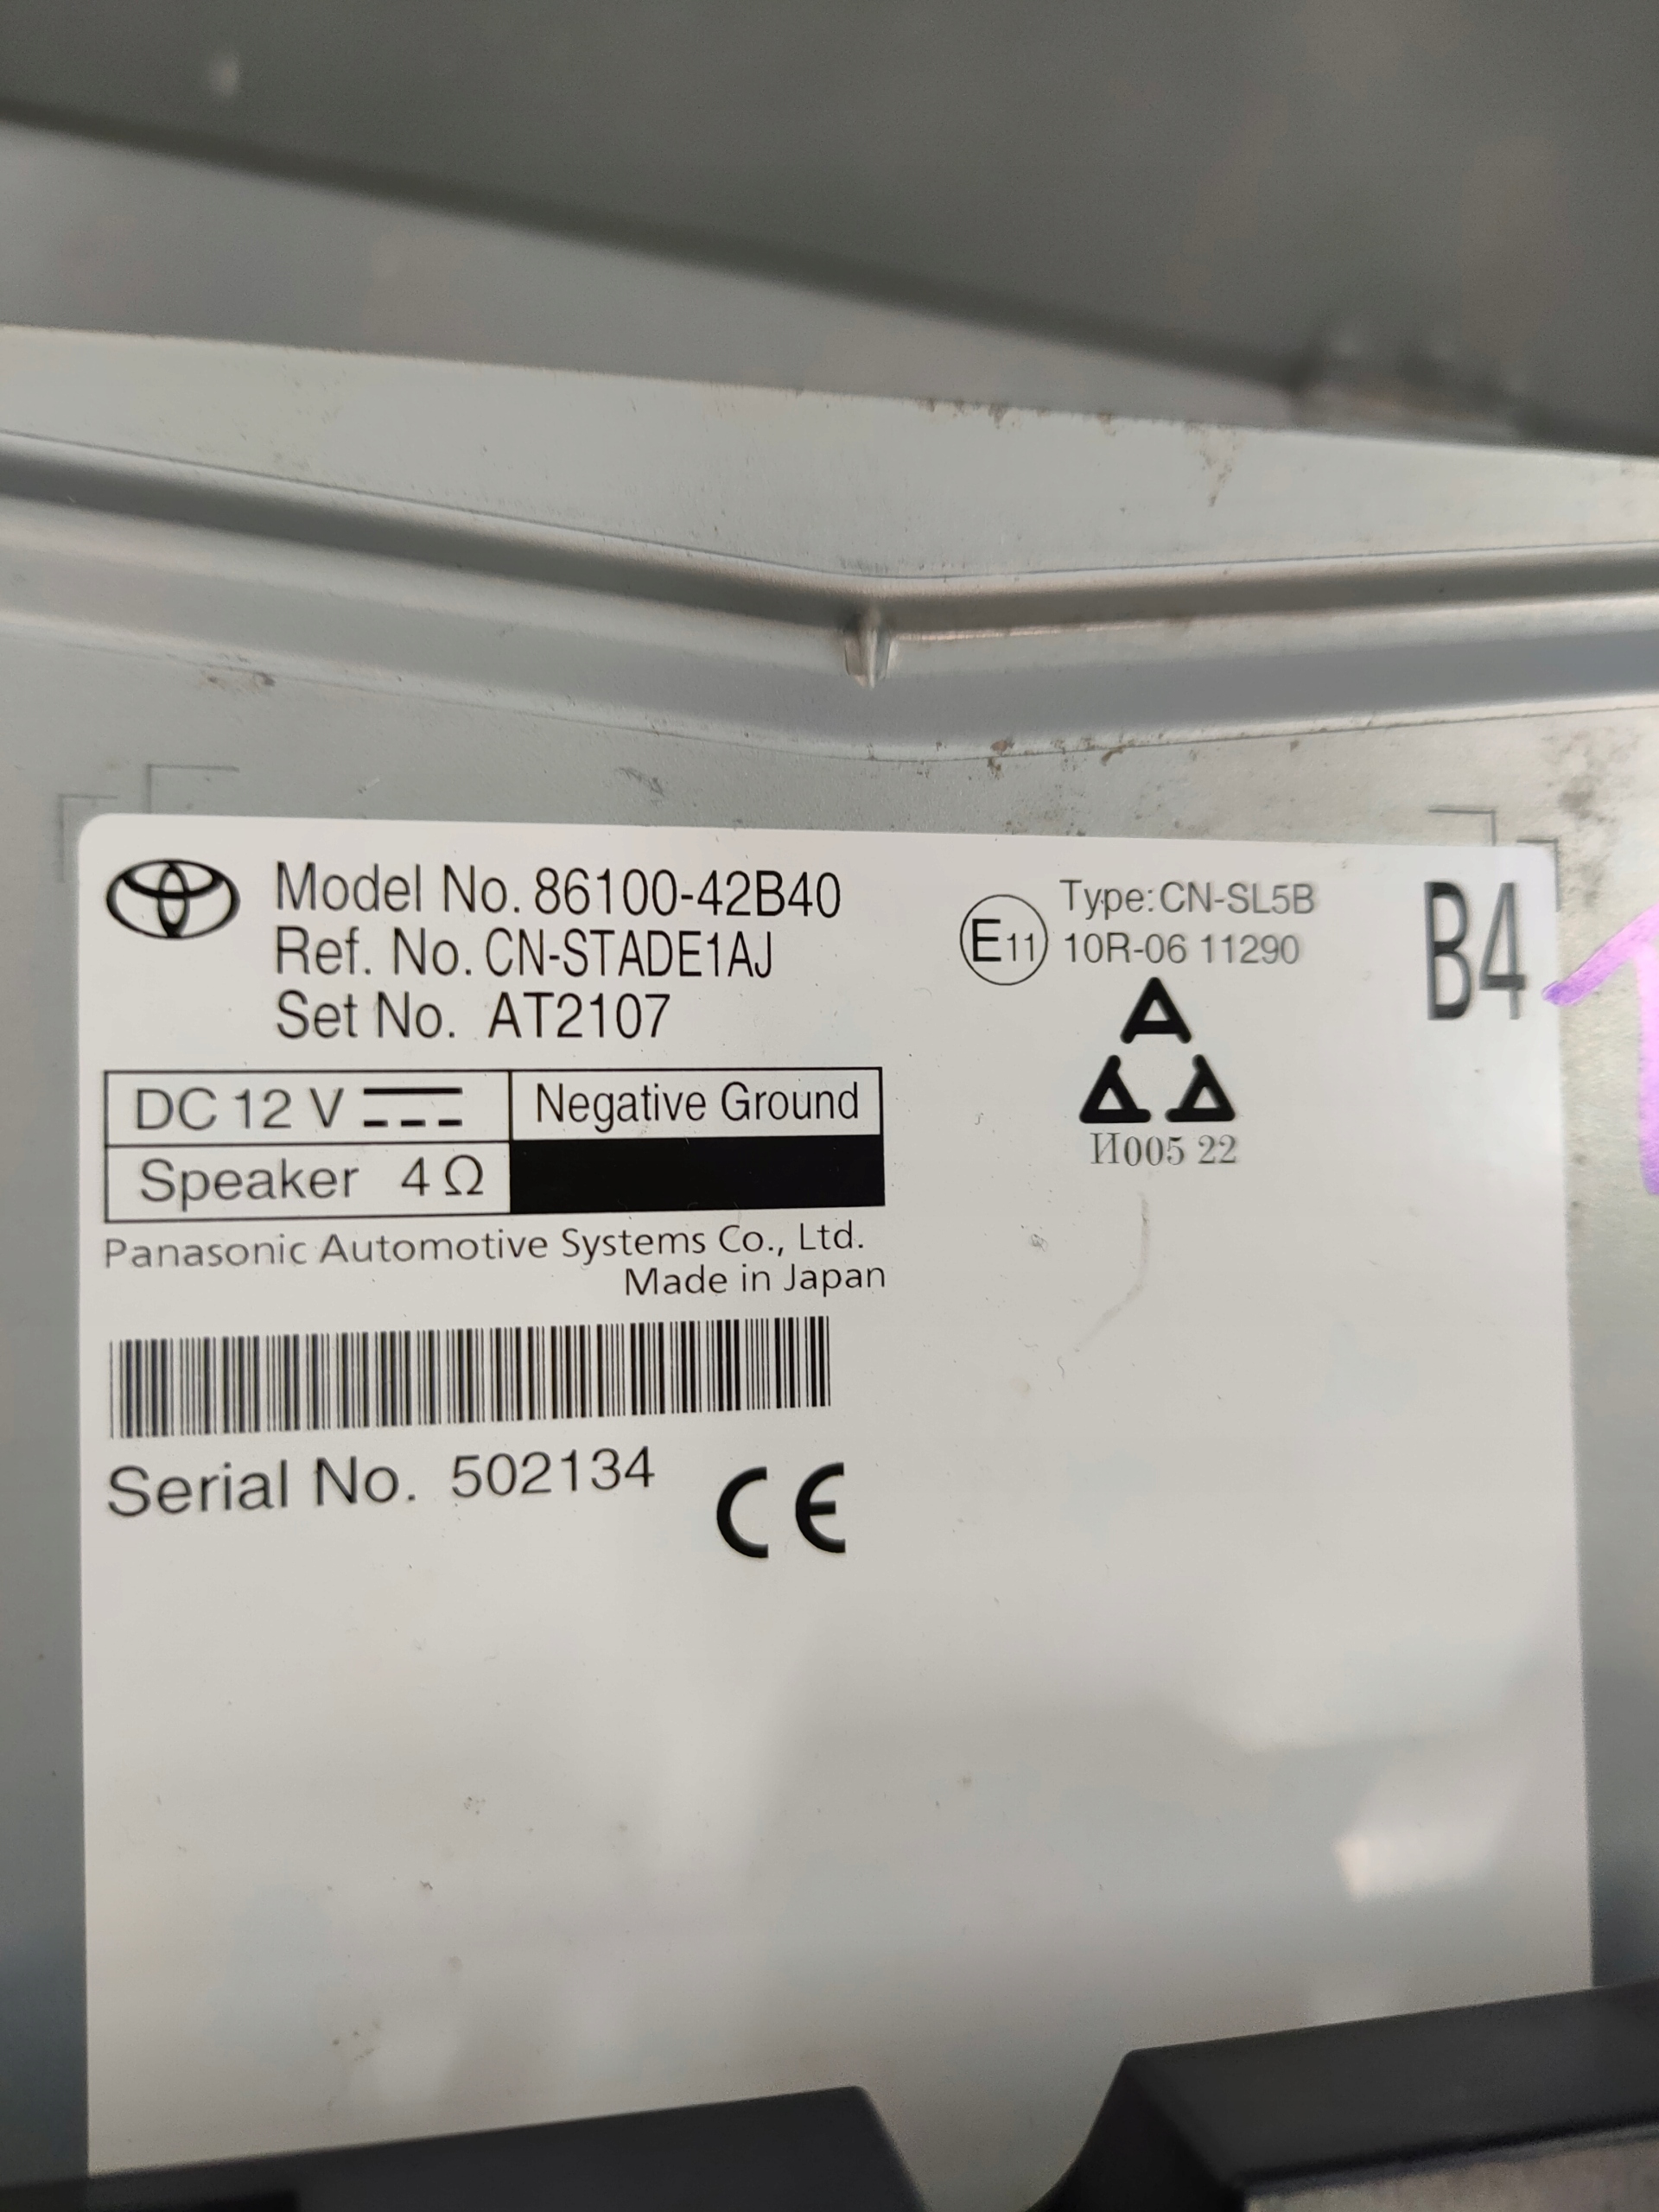 Model No. 86100-42B40
Ref. No. CN-STADE1AJ
Set No. AT2107
DC 12 V
Negative Ground
Speaker 4 Ω
Panasonic Automotive Systems Co., Ltd.
Made in Japan
Serial No. 502134
CE
E11
Type: CN-SL5B
10R-06 11290
И005 22
B4